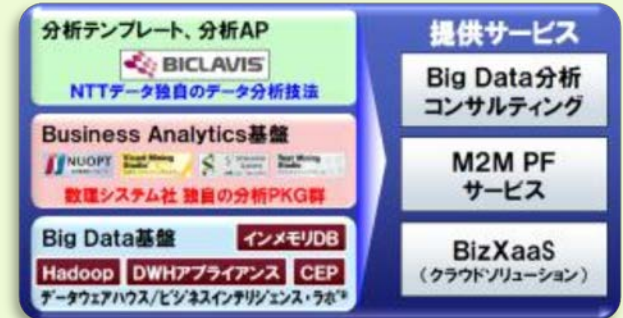 分析テンプレート、分析AP
BICLAVIS
NTTデータ独自のデータ分析技法
Business Analytics基盤
NUOPT Visual Mining Studio Text Mining Studio
数理システム社 独自の分析PKG群
Big Data基盤 インメモリDB
Hadoop DWHアプライアンス CEP
データウェアハウス/ビジネスインテリジェンス・ラボ®
提供サービス
Big Data分析
コンサルティング
M2M PF
サービス
BizXaaS
(クラウドソリューション)